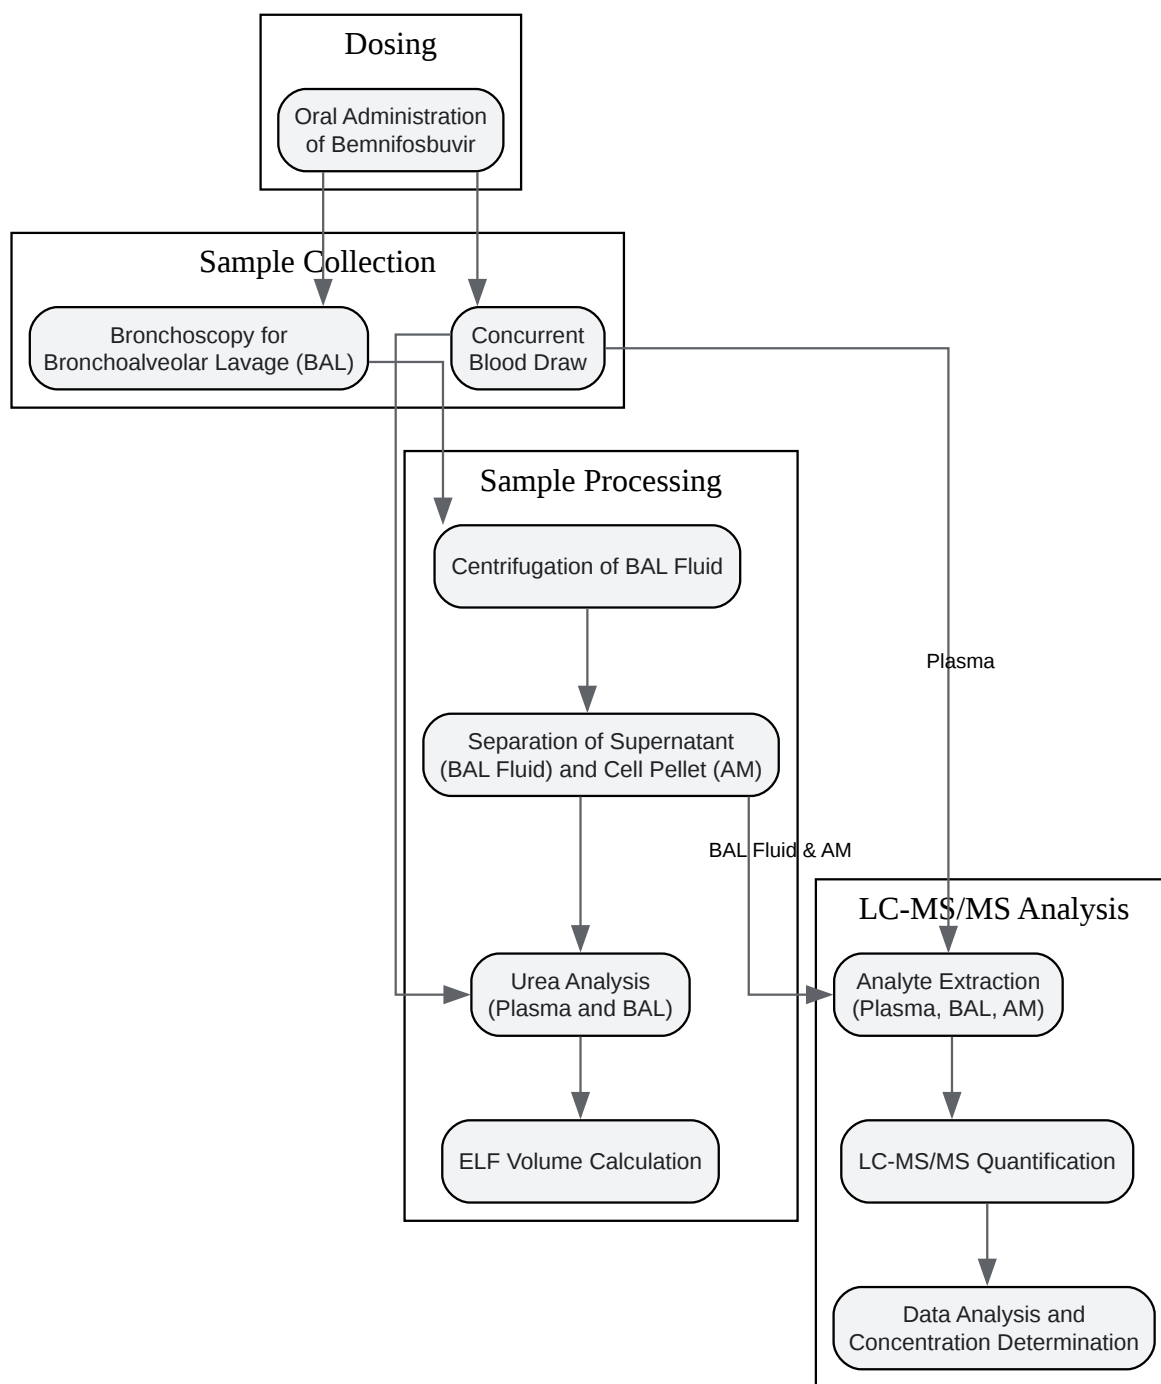 Dosing
Oral Administration
of Bemnifosbuvir
Sample Collection
Bronchoscopy for
Bronchoalveolar Lavage (BAL)
Concurrent
Blood Draw
Sample Processing
Centrifugation of BAL Fluid
Plasma
Separation of Supernatant
(BAL Fluid) and Cell Pellet (AM)
BAL Fluid & AM
LC-MS/MS Analysis
Urea Analysis
(Plasma and BAL)
Analyte Extraction
(Plasma, BAL, AM)
ELF Volume Calculation
LC-MS/MS Quantification
Data Analysis and
Concentration Determination